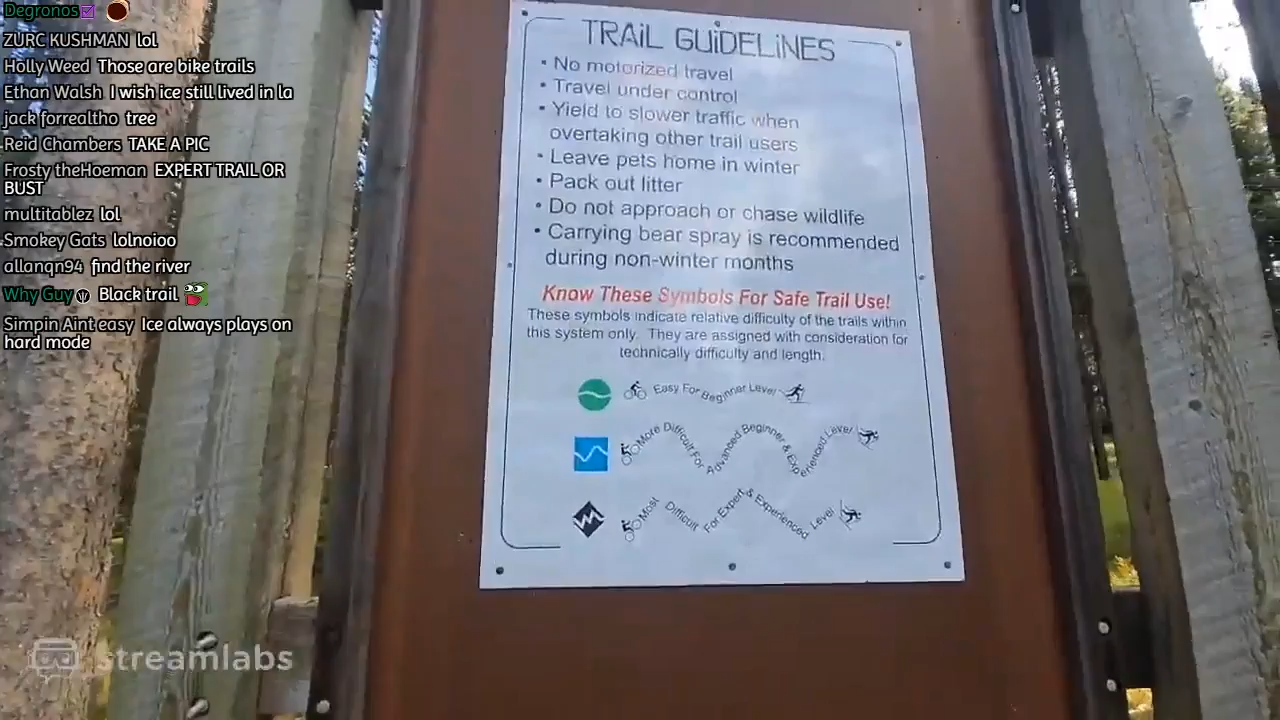 Degronos
ZURC KUSHMAN lol
Holly Weed Those are bike trails
Ethan Walsh I wish ice still lived in la
jack forrealtho tree
Reid Chambers TAKE A PIC
Frosty theHoeman EXPERT TRAIL OR
BUST
multitablez lol
Smokey Gats lolnoioo
allanqn94 find the river
Why Guy Black trail
Simpin Aint easy Ice always plays on
hard mode
TRAiL GUiDELiNES
• No motorized travel
• Travel under control
• Yield to slower traffic when
overtaking other trail users
• Leave pets home in winter
• Pack out litter
• Do not approach or chase wildlife
• Carrying bear spray is recommended
during non-winter months
Know These Symbols For Safe Trail Use!
These symbols indicate relative difficulty of the trails within
this system only. They are assigned with consideration for
technically difficulty and length.
Easy For Beginner Level
More Difficult For Advanced Beginner & Experienced Level
Most Difficult For Expert & Experienced Level
streamlabs